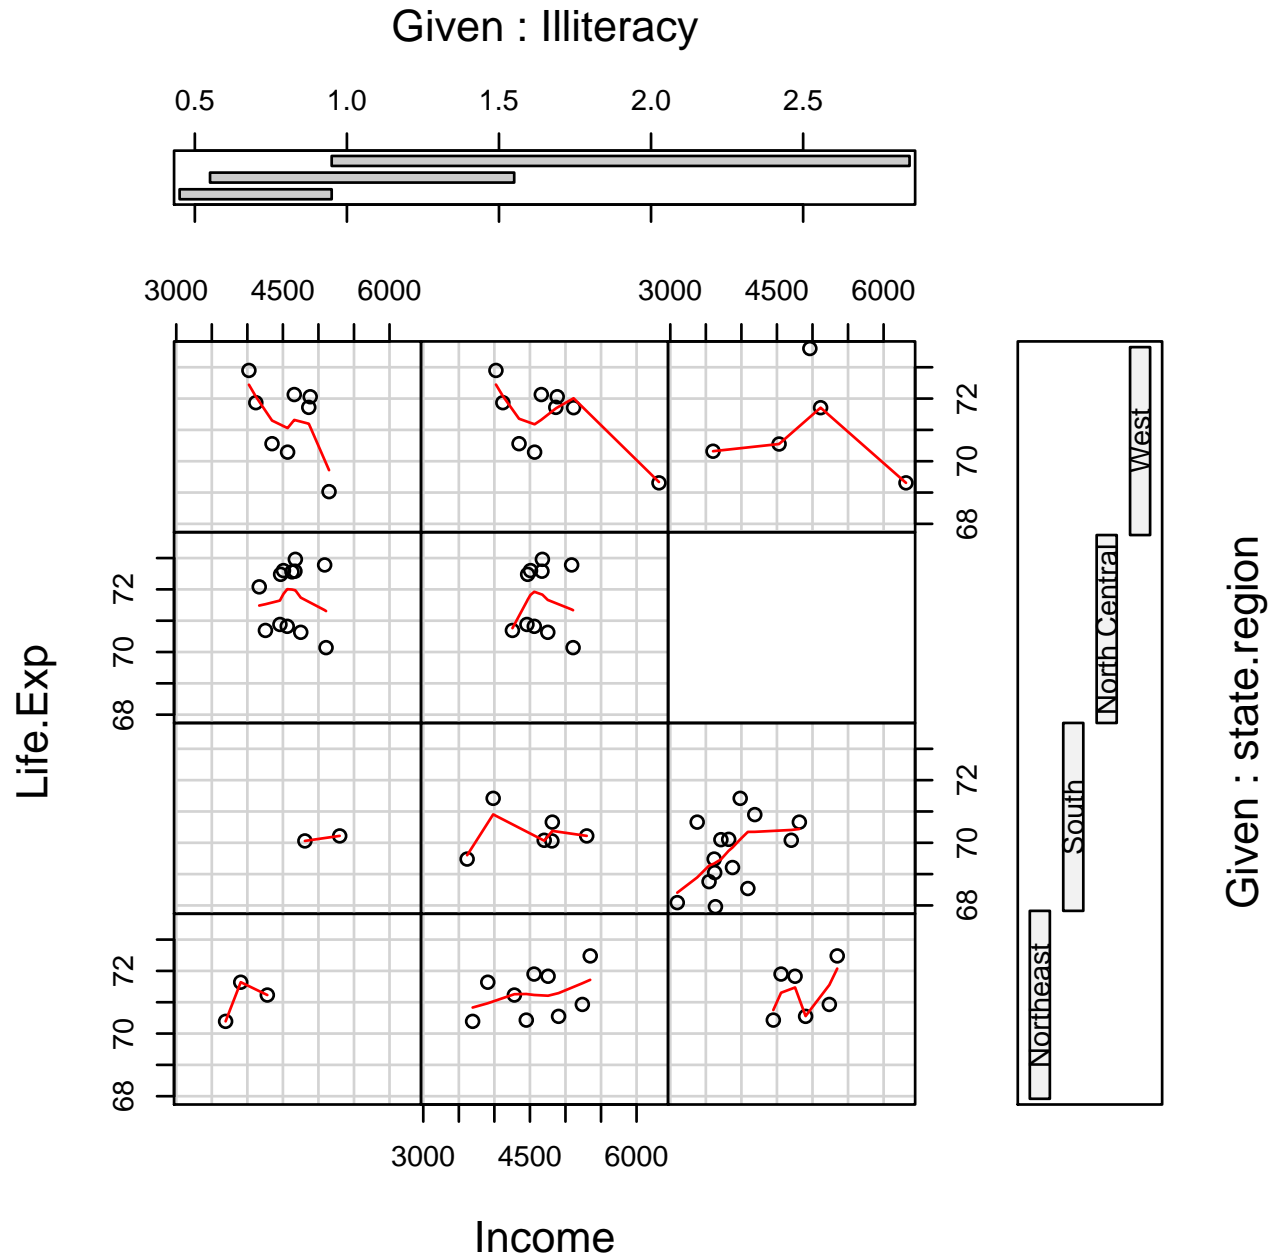 Given : Illiteracy
0.5 1.0 1.5 2.0 2.5
3000 4500 6000 3000 4500 6000
72
70
68
72
70
68
72
70
68
72
70
68
Life.Exp
West
North Central
South
Northeast
Given : state.region
3000 4500 6000
Income